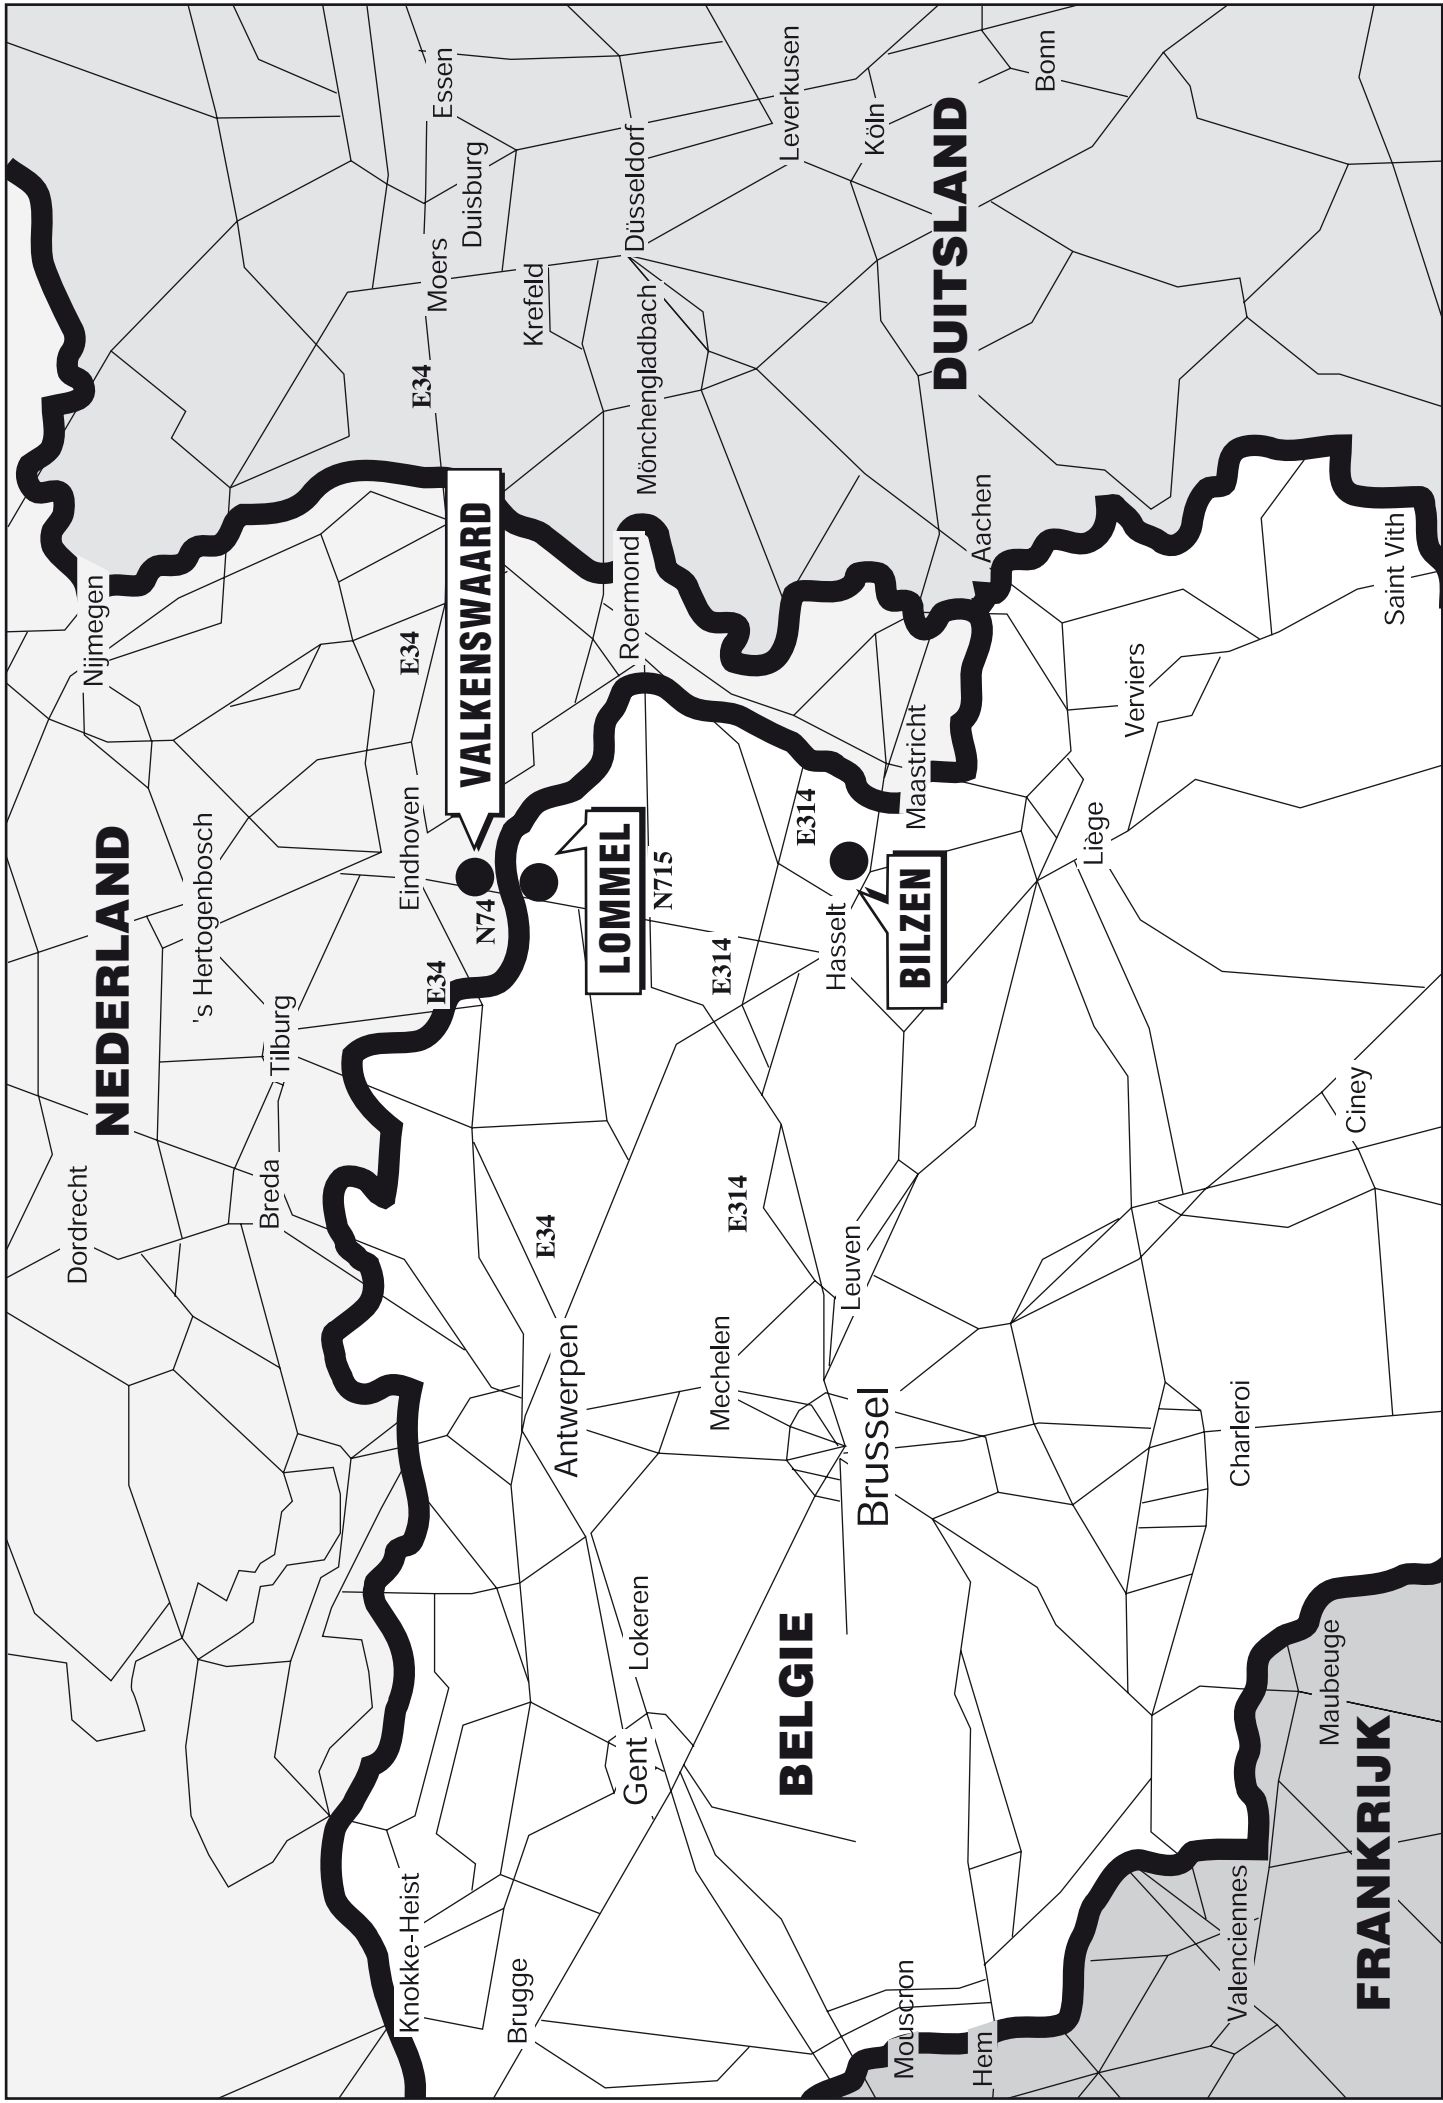 NEDERLAND
Dordrecht
's Hertogenbosch
Nijmegen
Breda
Tilburg
Eindhoven
E34
E34
E34
Essen
Duisburg
Moers
Krefeld
Düsseldorf
Mönchengladbach
Leverkusen
Köln
Bonn
DUITSLAND
Aachen
Roermond
VALKENSWAARD
N74
LOMMEL
N715
E314
E314
E314
Maastricht
Hasselt
BILZEN
Knokke-Heist
Brugge
Gent
Lokeren
Antwerpen
E34
Mechelen
Leuven
Brussel
BELGIE
Liège
Verviers
Saint Vith
Ciney
Charleroi
Mouscron
Hem
Valenciennes
Maubeuge
FRANKRIJK